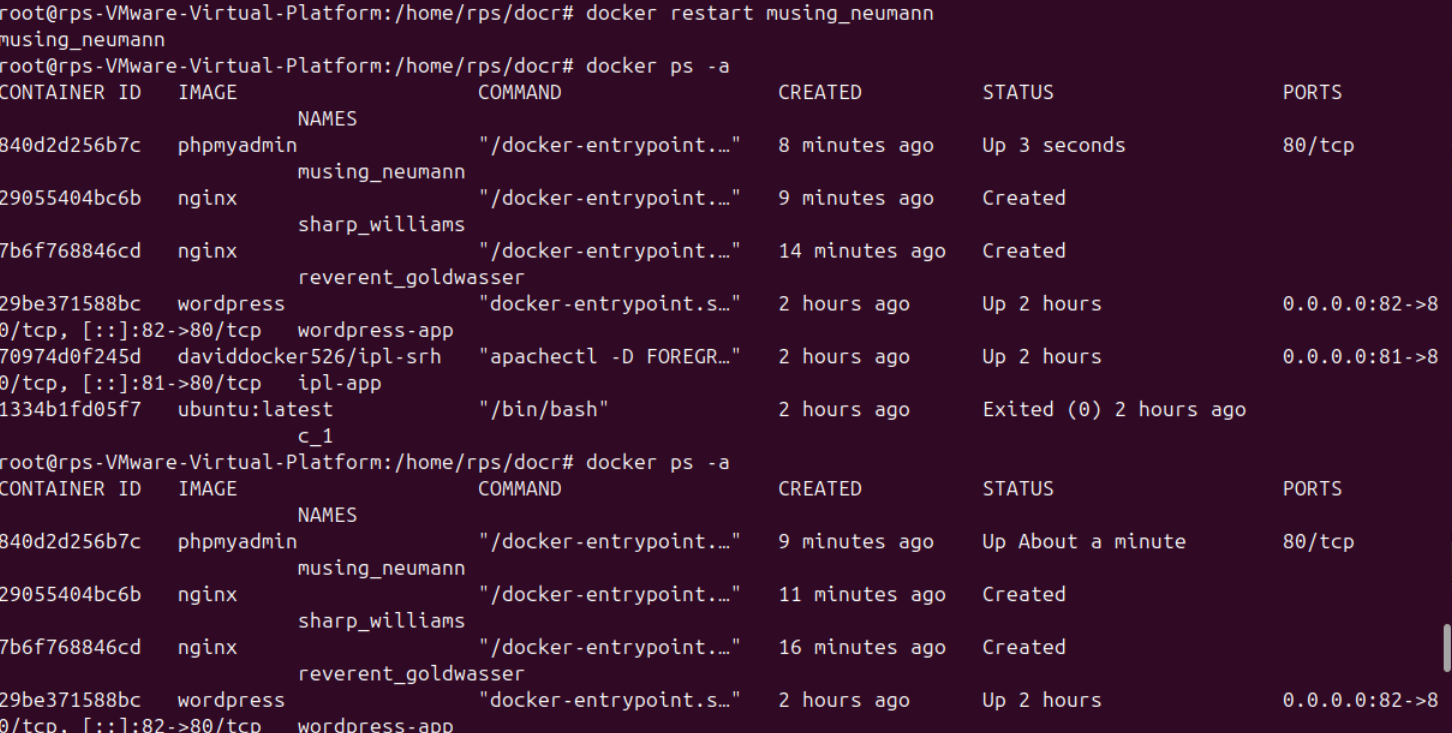 root@rps-VMware-Virtual-Platform:/home/rps/docr# docker restart musing_neumann
musing_neumann
root@rps-VMware-Virtual-Platform:/home/rps/docr# docker ps -a
CONTAINER ID   IMAGE                    COMMAND                  CREATED          STATUS                   PORTS
NAMES
840d2d256b7c   phpmyadmin               "/docker-entrypoint.…"   8 minutes ago    Up 3 seconds             80/tcp
musing_neumann
29055404bc6b   nginx                    "/docker-entrypoint.…"   9 minutes ago    Created
sharp_williams
7b6f768846cd   nginx                    "/docker-entrypoint.…"   14 minutes ago   Created
reverent_goldwasser
29be371588bc   wordpress                "docker-entrypoint.s…"   2 hours ago      Up 2 hours               0.0.0.0:82->8
0/tcp, [::]:82->80/tcp   wordpress-app
70974d0f245d   daviddocker526/ipl-srh   "apachectl -D FOREGR…"   2 hours ago      Up 2 hours               0.0.0.0:81->8
0/tcp, [::]:81->80/tcp   ipl-app
1334b1fd05f7   ubuntu:latest            "/bin/bash"              2 hours ago      Exited (0) 2 hours ago
c_1
root@rps-VMware-Virtual-Platform:/home/rps/docr# docker ps -a
CONTAINER ID   IMAGE                    COMMAND                  CREATED          STATUS                   PORTS
NAMES
840d2d256b7c   phpmyadmin               "/docker-entrypoint.…"   9 minutes ago    Up About a minute        80/tcp
musing_neumann
29055404bc6b   nginx                    "/docker-entrypoint.…"   11 minutes ago   Created
sharp_williams
7b6f768846cd   nginx                    "/docker-entrypoint.…"   16 minutes ago   Created
reverent_goldwasser
29be371588bc   wordpress                "docker-entrypoint.s…"   2 hours ago      Up 2 hours               0.0.0.0:82->8
0/tcp, [::]:82->80/tcp   wordpress-app